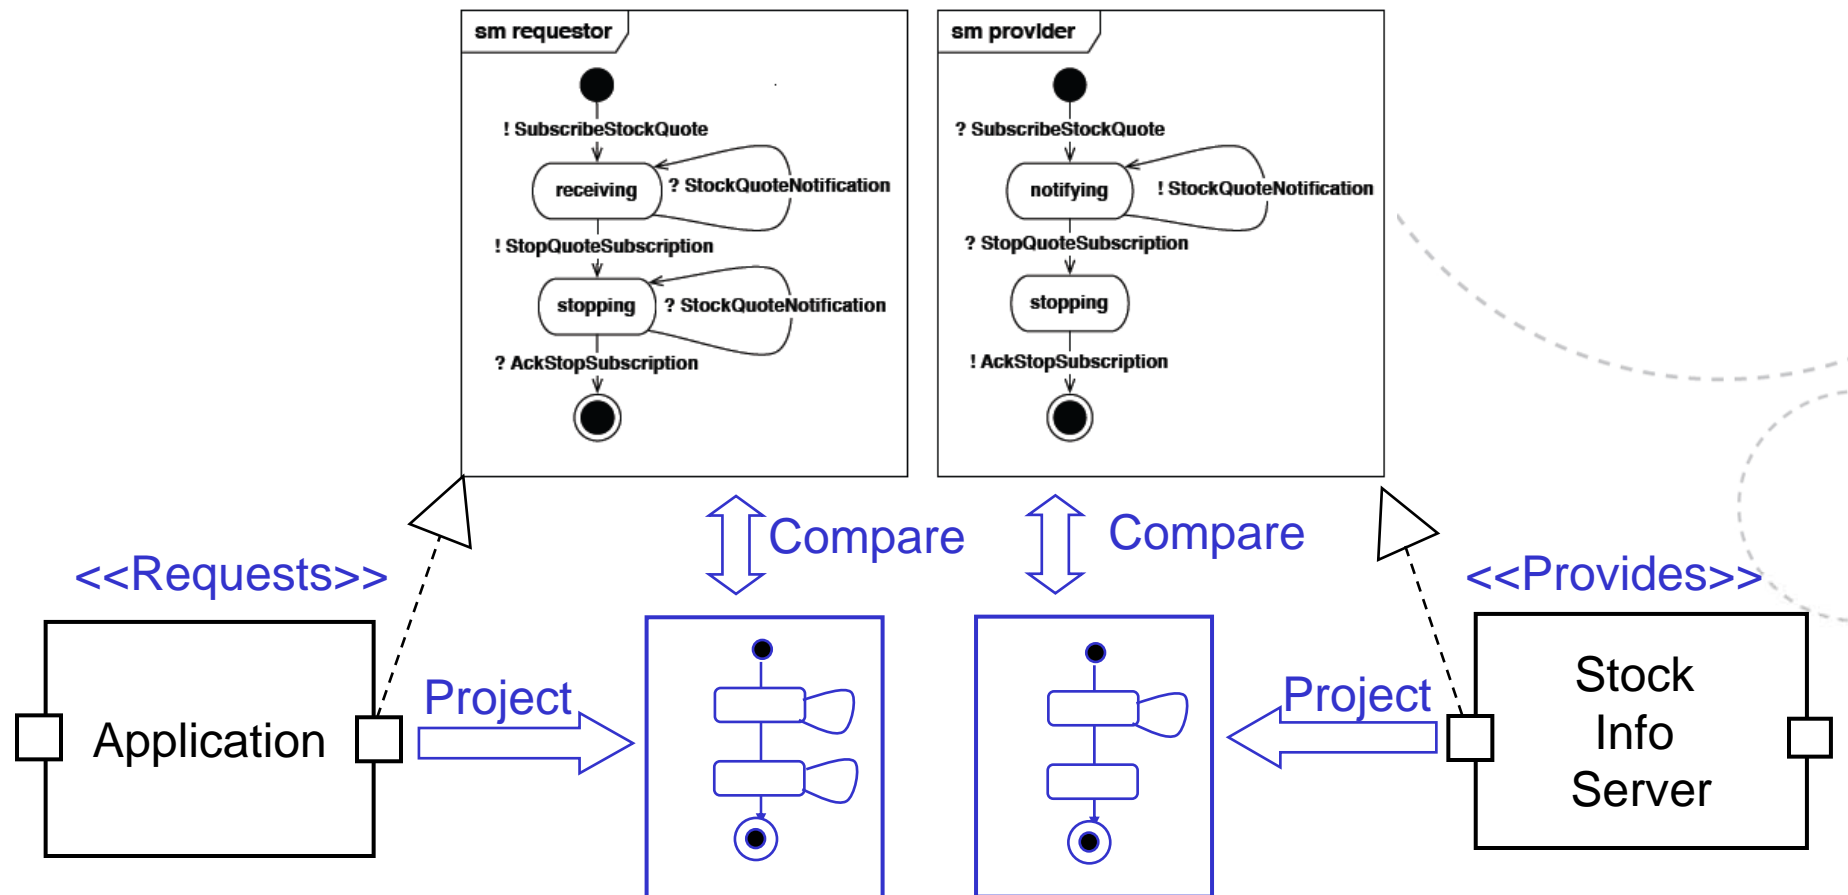 sm requestor
! SubscribeStockQuote
receiving
? StockQuoteNotification
! StopQuoteSubscription
stopping
? StockQuoteNotification
? AckStopSubscription
sm provider
? SubscribeStockQuote
notifying
! StockQuoteNotification
? StopQuoteSubscription
stopping
! AckStopSubscription
Compare
Compare
<<Requests>>
<<Provides>>
Application
Project
Project
Stock
Info
Server